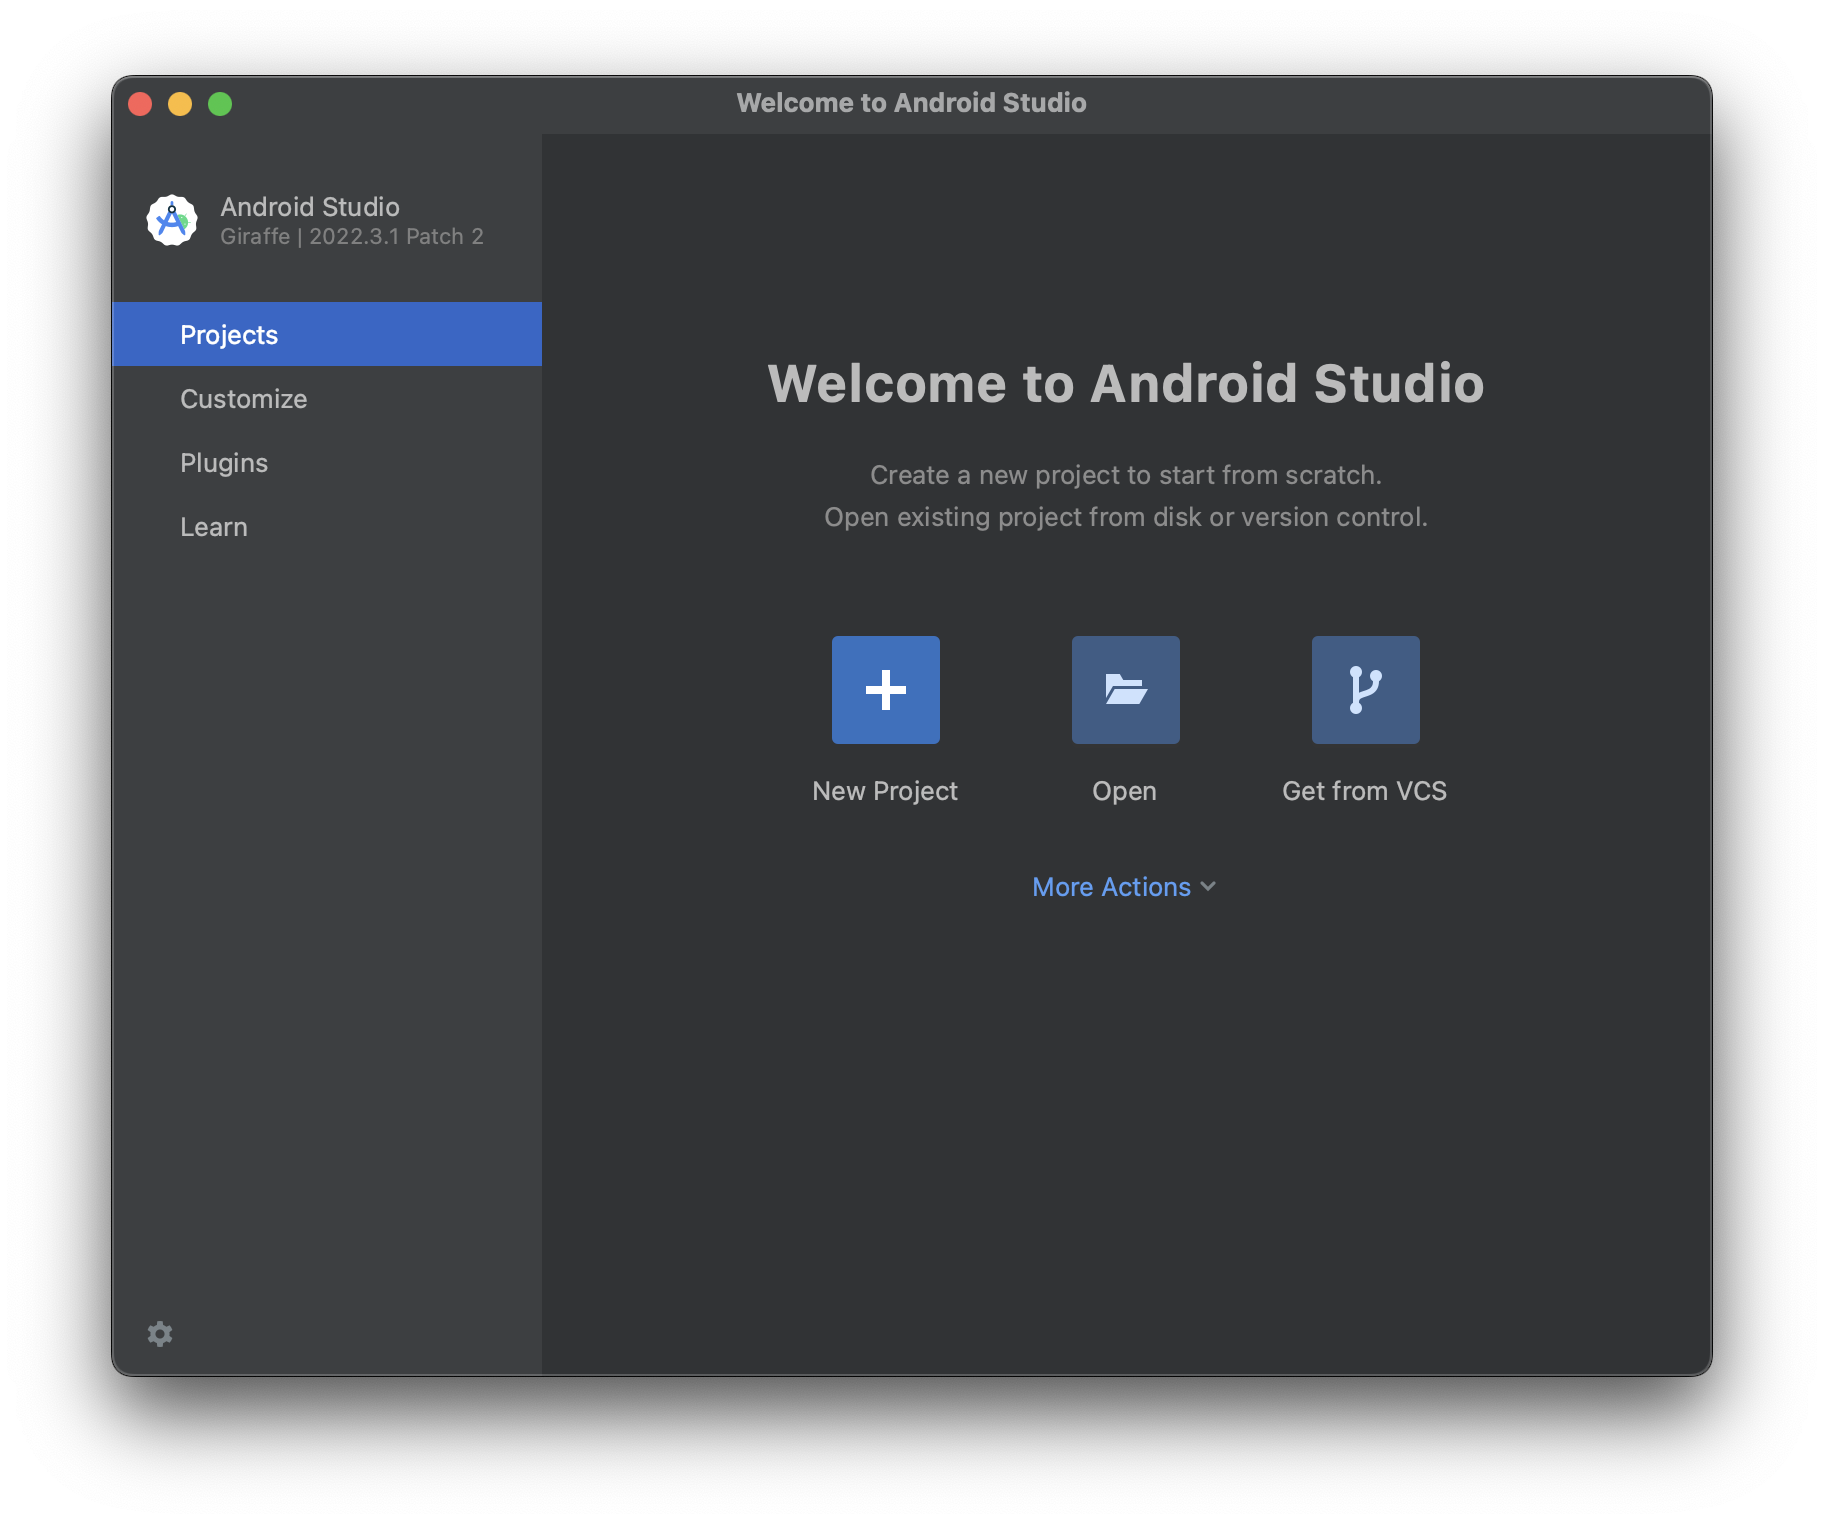 Welcome to Android Studio
Android Studio
Giraffe | 2022.3.1 Patch 2
Projects
Customize
Plugins
Learn
Welcome to Android Studio
Create a new project to start from scratch.
Open existing project from disk or version control.
New Project
Open
Get from VCS
More Actions